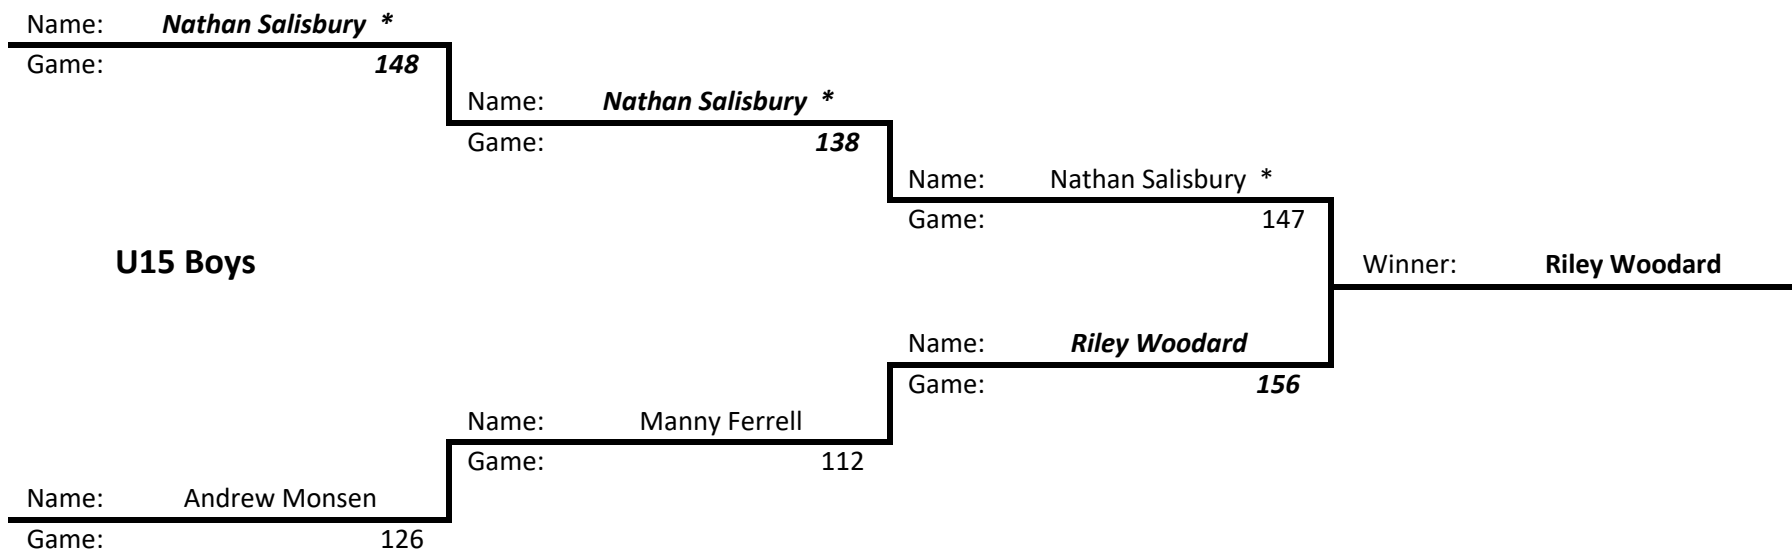 Name: Nathan Salisbury *
Game: 148
Name: Nathan Salisbury *
Game: 138
Name: Nathan Salisbury *
Game: 147
U15 Boys
Winner: Riley Woodard
Name: Riley Woodard
Game: 156
Name: Manny Ferrell
Game: 112
Name: Andrew Monsen
Game: 126